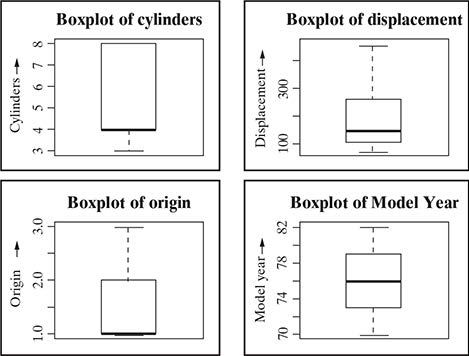 Boxplot of cylinders
Cylinders →
8
7
6
5
4
3
Boxplot of displacement
Displacement →
300
100
Boxplot of origin
Origin →
3.0
2.0
1.0
Boxplot of Model Year
Model year →
82
78
74
70